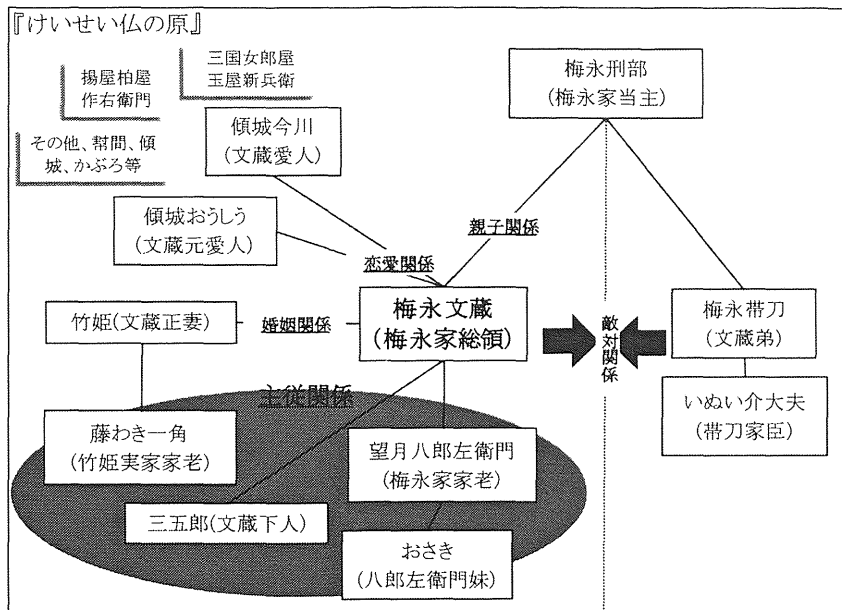 『けいせい仏の原』
三国女郎屋
玉屋新兵衛
揚屋柏屋
作右衛門
その他、幇間、傾
城、かぶろ等
梅永刑部
(梅永家当主)
傾城今川
(文蔵愛人)
傾城おうしう
(文蔵元愛人)
親子関係
恋愛関係
竹姫(文蔵正妻)
婚姻関係
梅永文蔵
(梅永家総領)
敵対関係
梅永帯刀
(文蔵弟)
いぬい介大夫
(帯刀家臣)
主従関係
藤わき一角
(竹姫実家家老)
望月八郎左衛門
(梅永家家老)
三五郎(文蔵下人)
おさき
(八郎左衛門妹)